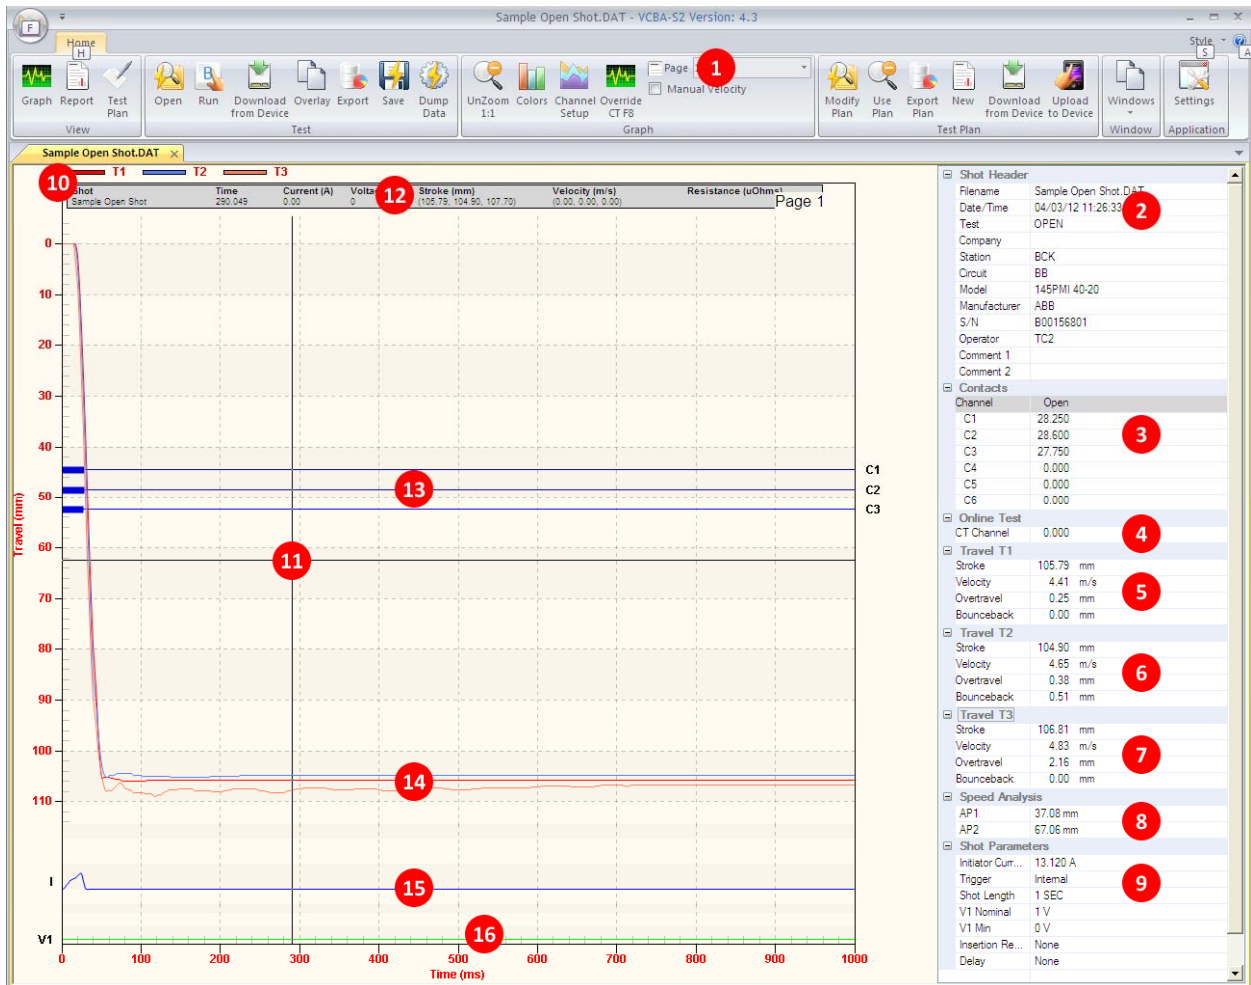 Sample Open Shot.DAT - VCBA-S2 Version: 4.3
F
Home
H
Style
S
A
Graph Report Test Plan
View
Open Run Download from Device Overlay Export Save Dump Data
Test
UnZoom 1:1 Colors Channel Setup Override CT F8
Page
1
Manual Velocity
Graph
Modify Plan Use Plan Export Plan New Download from Device Upload to Device
Test Plan
Windows
Window
Settings
Application
Sample Open Shot.DAT
T1 T2 T3
10
Shot Time Current (A) Stroke (mm) Velocity (m/s) Resistance (uOhms)
12
Sample Open Shot 290.049 0.00 0 (105.79, 104.90, 107.70) (0.00, 0.00, 0.00)
Page 1
0
10
20
30
40
50
60
70
80
90
100
110
Travel (mm)
C1
C2
C3
13
11
14
I
15
V1
16
0 100 200 300 400 500 600 700 800 900 1000
Time (ms)
Shot Header
Filename Sample Open Shot.DAT
Date/Time 04/03/12 11:26:33
2
Test OPEN
Company
Station BCK
Circuit BB
Model 145PMI 40-20
Manufacturer ABB
S/N B00156801
Operator TC2
Comment 1
Comment 2
Contacts
Channel Open
C1 28.250
C2 28.600
3
C3 27.750
C4 0.000
C5 0.000
C6 0.000
Online Test
CT Channel 0.000
4
Travel T1
Stroke 105.79 mm
Velocity 4.41 m/s
5
Overtravel 0.25 mm
Bounceback 0.00 mm
Travel T2
Stroke 104.90 mm
Velocity 4.65 m/s
6
Overtravel 0.38 mm
Bounceback 0.51 mm
Travel T3
Stroke 106.81 mm
Velocity 4.83 m/s
7
Overtravel 2.16 mm
Bounceback 0.00 mm
Speed Analysis
AP1 37.08 mm
8
AP2 67.06 mm
Shot Parameters
Initiator Curr... 13.120 A
Trigger Internal
9
Shot Length 1 SEC
V1 Nominal 1 V
V1 Min 0 V
Insertion Re... None
Delay None